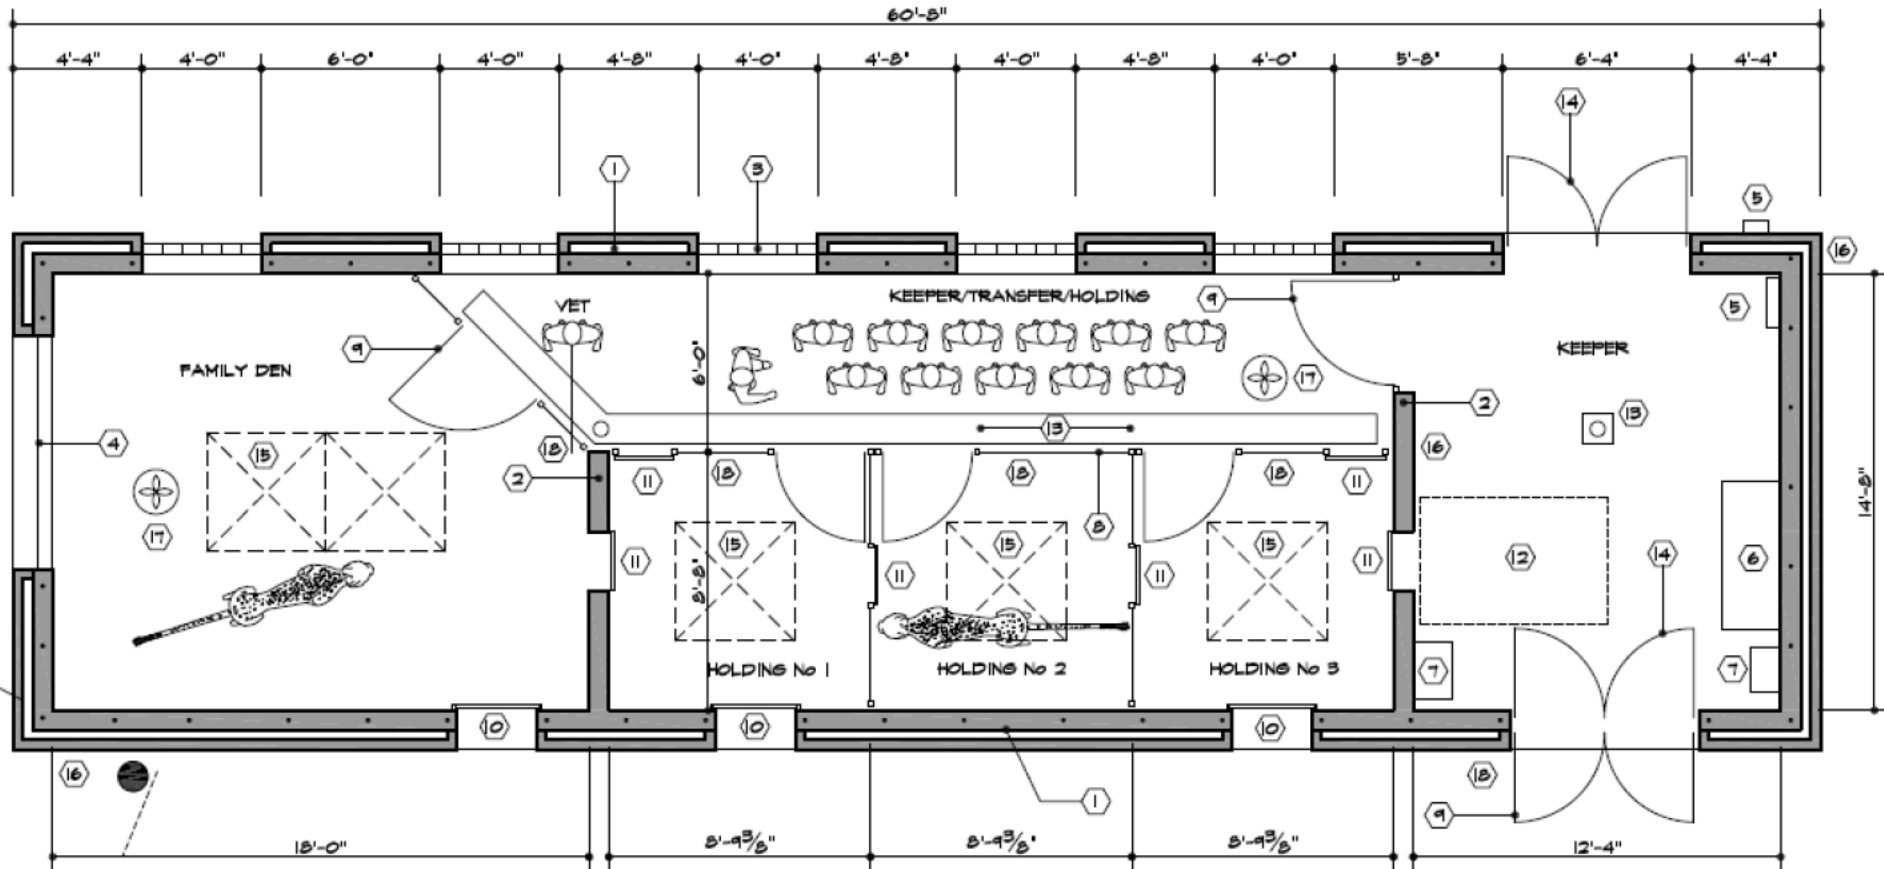 60'-8"
4'-4" 4'-0" 6'-0" 4'-0" 4'-8" 4'-0" 4'-8" 4'-0" 4'-8" 4'-0" 5'-8" 6'-4" 4'-4"
14
1 3
5
16
VET KEEPER/TRANSFER/HOLDING 9 5
9 6'-0" KEEPER
FAMILY DEN 17
2 13
4 15 18 13 16
2 11 18 18 18 11
17 8 14'-8"
15 15 15 14
11 11 11 11 12 6
8'-8"
HOLDING No 1 HOLDING No 2 HOLDING No 3 7 7
10 10 10
16 18
1 9
18'-0" 8'-9 3/8" 8'-9 3/8" 8'-9 3/8" 12'-4"